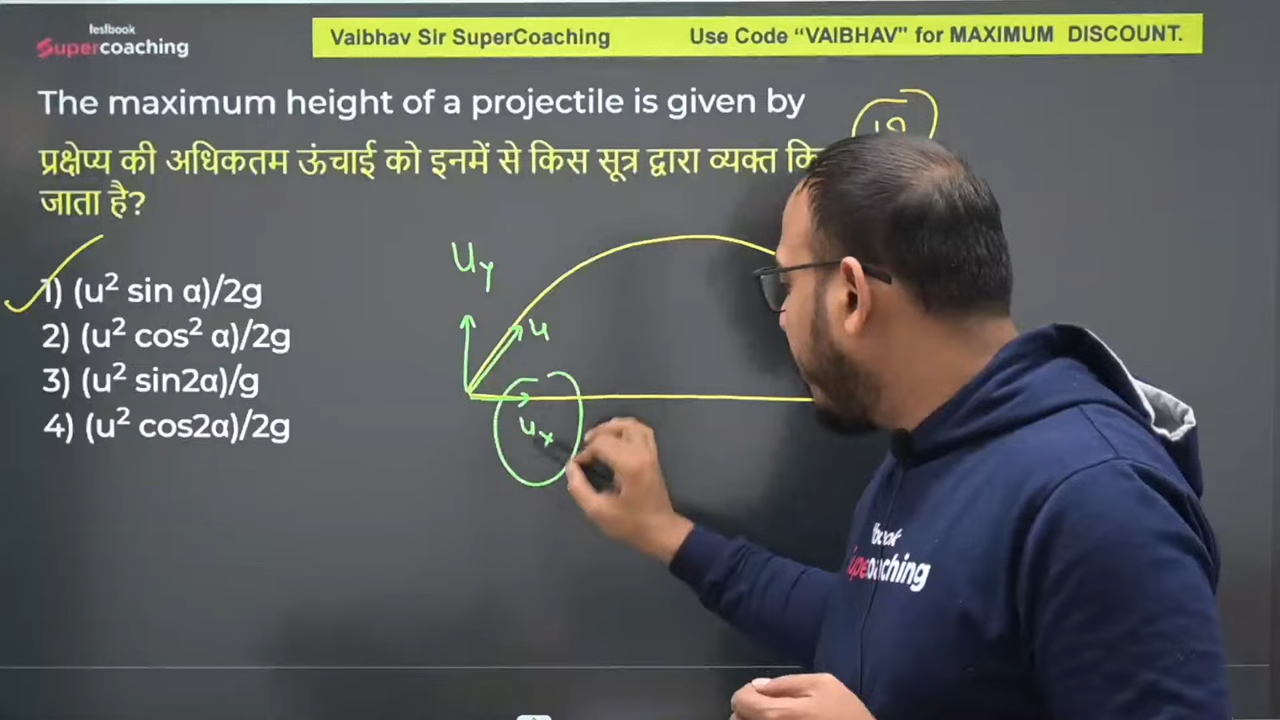 testbook
Supercoaching
Vaibhav Sir SuperCoaching Use Code “VAIBHAV” for MAXIMUM DISCOUNT.
The maximum height of a projectile is given by
प्रक्षेप्य की अधिकतम ऊंचाई को इनमें से किस सूत्र द्वारा व्यक्त
जाता है?
1) (u² sin α)/2g
2) (u² cos² α)/2g
3) (u² sin2α)/g
4) (u² cos2α)/2g
uy
u
ux
coaching